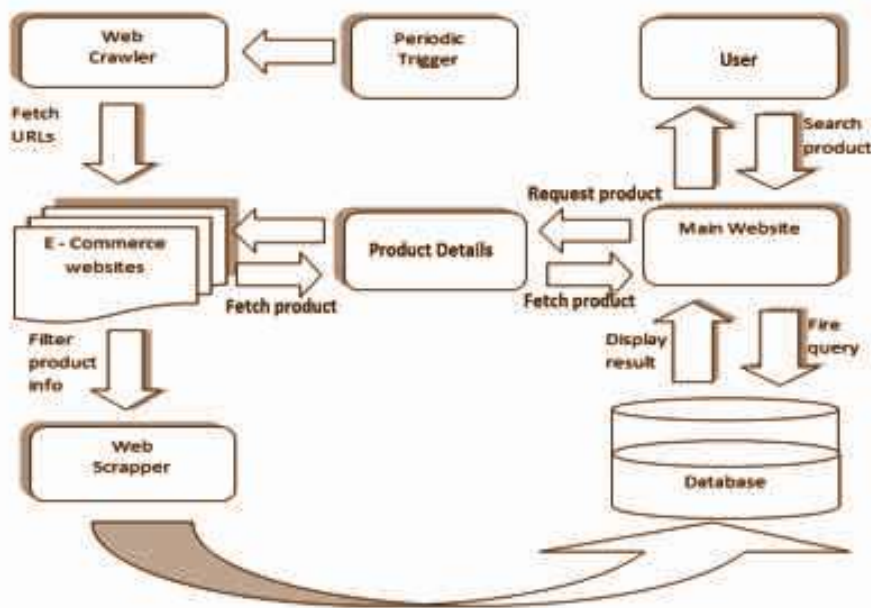 Web
Crawler
Periodic
Trigger
User
Fetch
URLs
Search
product
Request product
E - Commerce
websites
Product Details
Main Website
Fetch product
Fetch product
Filter
product
info
Display
result
Fire
query
Web
Scrapper
Database